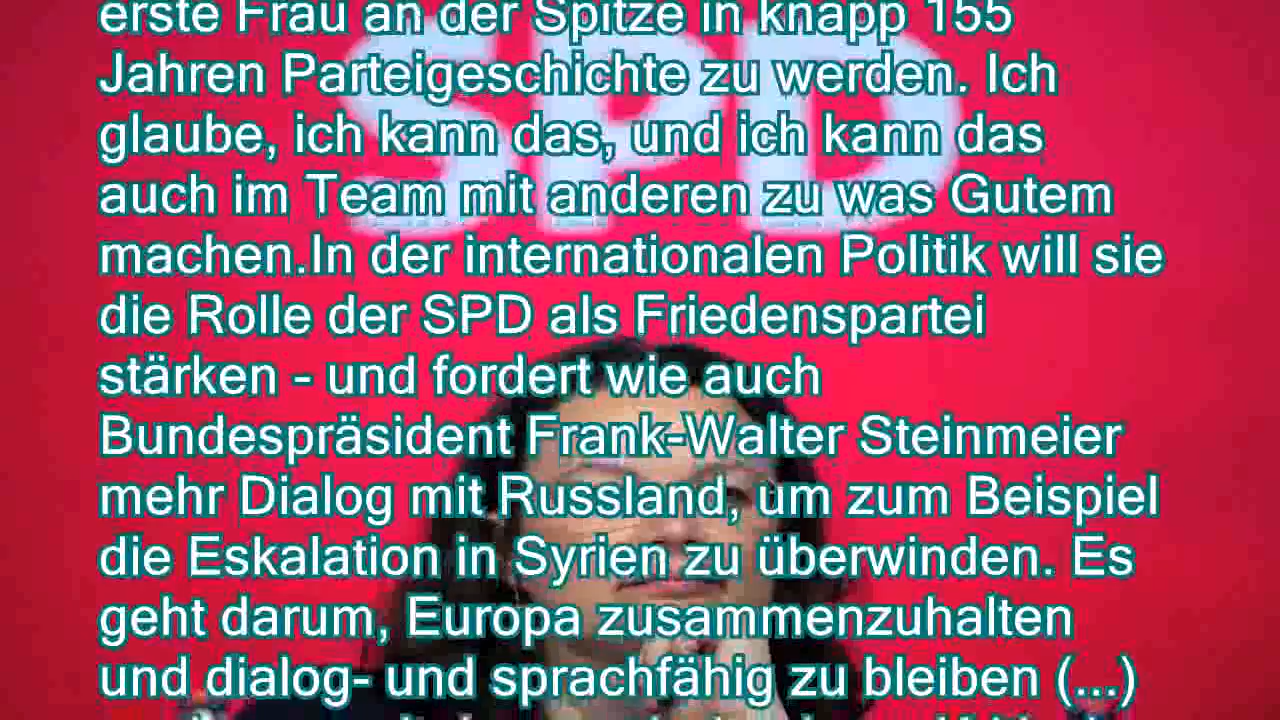 erste Frau an der Spitze in knapp 155
Jahren Parteigeschichte zu werden. Ich
glaube, ich kann das, und ich kann das
auch im Team mit anderen zu was Gutem
machen.In der internationalen Politik will sie
die Rolle der SPD als Friedenspartei
stärken - und fordert wie auch
Bundespräsident Frank-Walter Steinmeier
mehr Dialog mit Russland, um zum Beispiel
die Eskalation in Syrien zu überwinden. Es
geht darum, Europa zusammenzuhalten
und dialog- und sprachfähig zu bleiben (...)
SPD